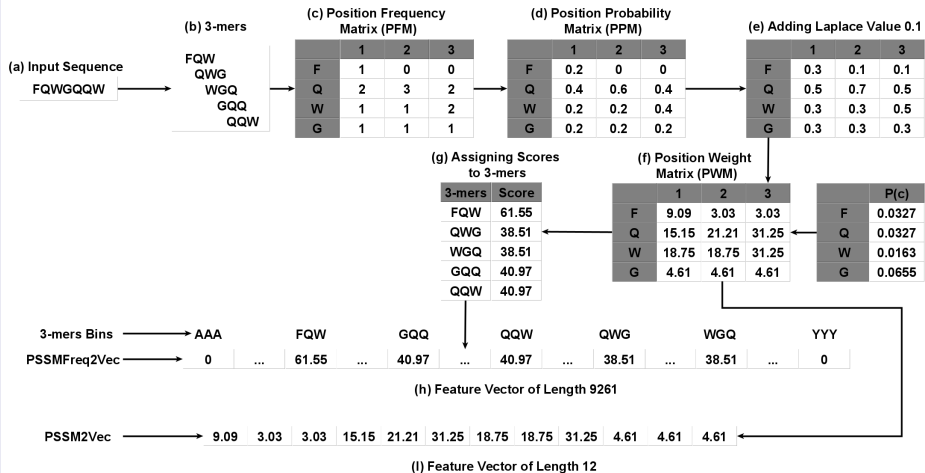 (a) Input Sequence
FQWGQQW
(b) 3-mers
FQW
QWG
WGQ
GQQ
QQW
(c) Position Frequency
Matrix (PFM)
1 2 3
F 1 0 0
Q 2 3 2
W 1 1 2
G 1 1 1
(d) Position Probability
Matrix (PPM)
1 2 3
F 0.2 0 0
Q 0.4 0.6 0.4
W 0.2 0.2 0.4
G 0.2 0.2 0.2
(e) Adding Laplace Value 0.1
1 2 3
F 0.3 0.1 0.1
Q 0.5 0.7 0.5
W 0.3 0.3 0.5
G 0.3 0.3 0.3
(g) Assigning Scores
to 3-mers
3-mers Score
FQW 61.55
QWG 38.51
WGQ 38.51
GQQ 40.97
QQW 40.97
(f) Position Weight
Matrix (PWM)
1 2 3
F 9.09 3.03 3.03
Q 15.15 21.21 31.25
W 18.75 18.75 31.25
G 4.61 4.61 4.61
P(c)
F 0.0327
Q 0.0327
W 0.0163
G 0.0655
3-mers Bins AAA FQW GQQ QQW QWG WGQ YYY
PSSMFreq2Vec 0 ... 61.55 ... 40.97 ... 40.97 ... 38.51 ... 38.51 ... 0
(h) Feature Vector of Length 9261
PSSM2Vec 9.09 3.03 3.03 15.15 21.21 31.25 18.75 18.75 31.25 4.61 4.61 4.61
(I) Feature Vector of Length 12